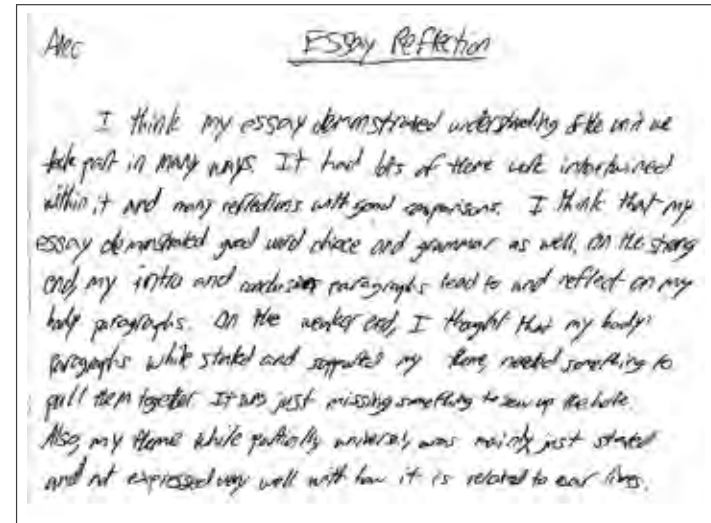 Alec Essay Reflection
I think my essay demonstrated understanding of the unit we
took part in many ways. It had lots of theme work intertwined
within it and many reflections with good comparisons. I think that my
essay demonstrated good word choice and grammar as well. On the strong
end, my intro and conclusion paragraphs lead to and reflect on my
body paragraphs. On the weaker end, I thought that my body
paragraphs while stated and supported my theme, needed something to
pull them together. It was just missing something to sew up the hole.
Also, my theme while partially universal, was mainly just stated
and not expressed very well with how it is related to our lives.